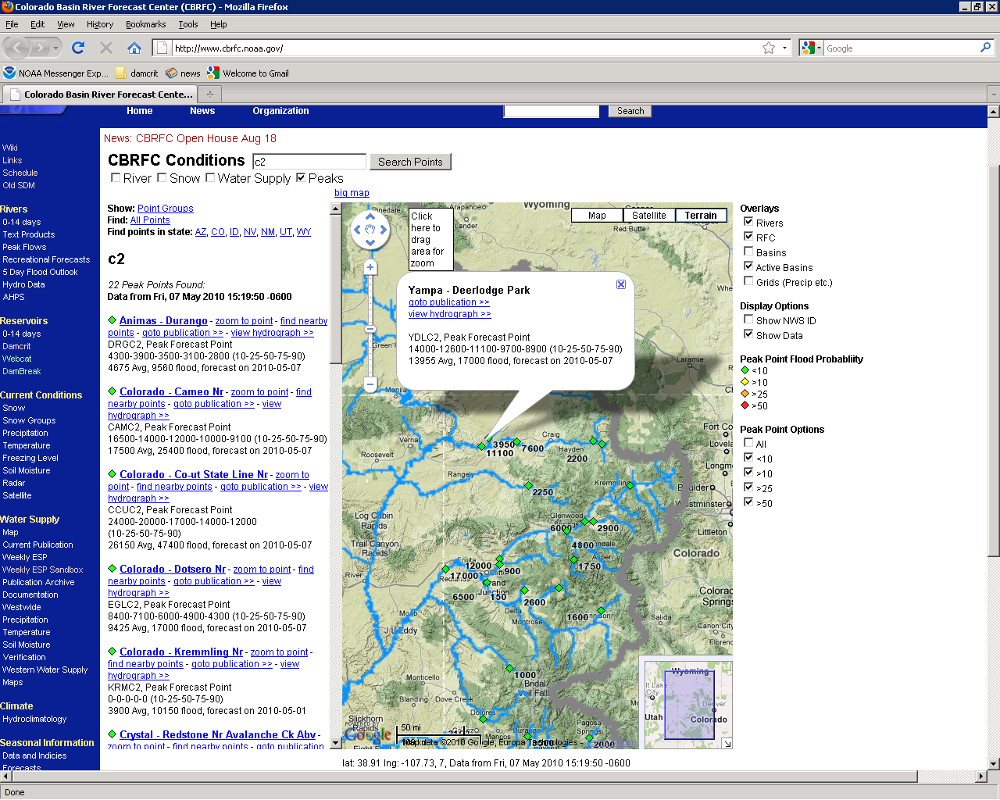 Colorado Basin River Forecast Center (CBRFC) - Mozilla Firefox
File Edit View History Bookmarks Tools Help
http://www.cbrfc.noaa.gov/
Google
NOAA Messenger Exp... damcrit news Welcome to Gmail
Colorado Basin River Forecast Cente...
Home News Organization Search
Wiki
Links
Schedule
Old SDM
Rivers
0-14 days
Text Products
Peak Flows
Recreational Forecasts
5 Day Flood Outlook
Hydro Data
AHPS
Reservoirs
0-14 days
Damcrit
Webcat
DamBreak
Current Conditions
Snow
Snow Groups
Precipitation
Temperature
Freezing Level
Soil Moisture
Radar
Satellite
Water Supply
Map
Current Publication
Weekly ESP
Weekly ESP Sandbox
Publication Archive
Documentation
Westwide
Precipitation
Temperature
Soil Moisture
Verification
Western Water Supply
Maps
Climate
Hydroclimatology
Seasonal Information
Data and Indicies
Forecasts
News: CBRFC Open House Aug 18
CBRFC Conditions c2 Search Points
River Snow Water Supply Peaks
big map
Show: Point Groups
Find: All Points
Find points in state: AZ, CO, ID, NV, NM, UT, WY
c2
22 Peak Points Found:
Data from Fri, 07 May 2010 15:19:50 -0600
Animas - Durango - zoom to point - find nearby
points - goto publication >> - view hydrograph >>
DRGC2, Peak Forecast Point
4300-3900-3500-3100-2800 (10-25-50-75-90)
4675 Avg, 9560 flood, forecast on 2010-05-07
Colorado - Cameo Nr - zoom to point - find
nearby points - goto publication >> - view
hydrograph >>
CAMC2, Peak Forecast Point
16500-14000-12000-10000-9100 (10-25-50-75-90)
17500 Avg, 25400 flood, forecast on 2010-05-07
Colorado - Co-ut State Line Nr - zoom to
point - find nearby points - goto publication >> - view
hydrograph >>
CCUC2, Peak Forecast Point
24000-20000-17000-14000-12000
(10-25-50-75-90)
26150 Avg, 47400 flood, forecast on 2010-05-07
Colorado - Dotsero Nr - zoom to point - find
nearby points - goto publication >> - view
hydrograph >>
EGLC2, Peak Forecast Point
8400-7100-6000-4900-4300 (10-25-50-75-90)
9425 Avg, 17000 flood, forecast on 2010-05-07
Colorado - Kremmling Nr - zoom to point -
find nearby points - goto publication >> - view
hydrograph >>
KRMC2, Peak Forecast Point
0-0-0-0-0 (10-25-50-75-90)
3900 Avg, 10150 flood, forecast on 2010-05-01
Crystal - Redstone Nr Avalanche Ck Abv -
zoom to point - find nearby points - goto publication
Click
here to
drag
area for
zoom
Map Satellite Terrain
Pinedale
Arapahoe
Wyoming
Lander
Red Butte
Yampa - Deerlodge Park
goto publication >>
view hydrograph >>
YDLC2, Peak Forecast Point
14000-12600-11100-9700-8900 (10-25-50-75-90)
13955 Avg, 17000 flood, forecast on 2010-05-07
Laramie
Manila
Vernal
Craig
3950
7600
11100
Hayden
2200
Roosevelt
Rangely
Fort Co
Kremmling
Boulder
Westminster
2250
Log Cabin
Rapids
Glenwood
2900
Littleton
Trail Canyon
Rapids
4800
Aspen
Colorado
Fruita
12000
900
1750
17000
6500
150
2600
Delta
Montrose
1600
Salida
Moab
Canon City
Florence
Monticello
1000
Bridal
Veil Fall
Blanding
Dove Creek
Dolores
Slickhorn
Rapids
Mancos
Durango
Pagosa
Springs
2000
50 mi
POWERED BY
Google
Map data ©2010 Google, Europa Technologies
Wyoming
Utah
Colorado
lat: 38.91 lng: -107.73, 7, Data from Fri, 07 May 2010 15:19:50 -0600
Overlays
Rivers
RFC
Basins
Active Basins
Grids (Precip etc.)
Display Options
Show NWS ID
Show Data
Peak Point Flood Probabliity
<10
>10
>25
>50
Peak Point Options
All
<10
>10
>25
>50
Done